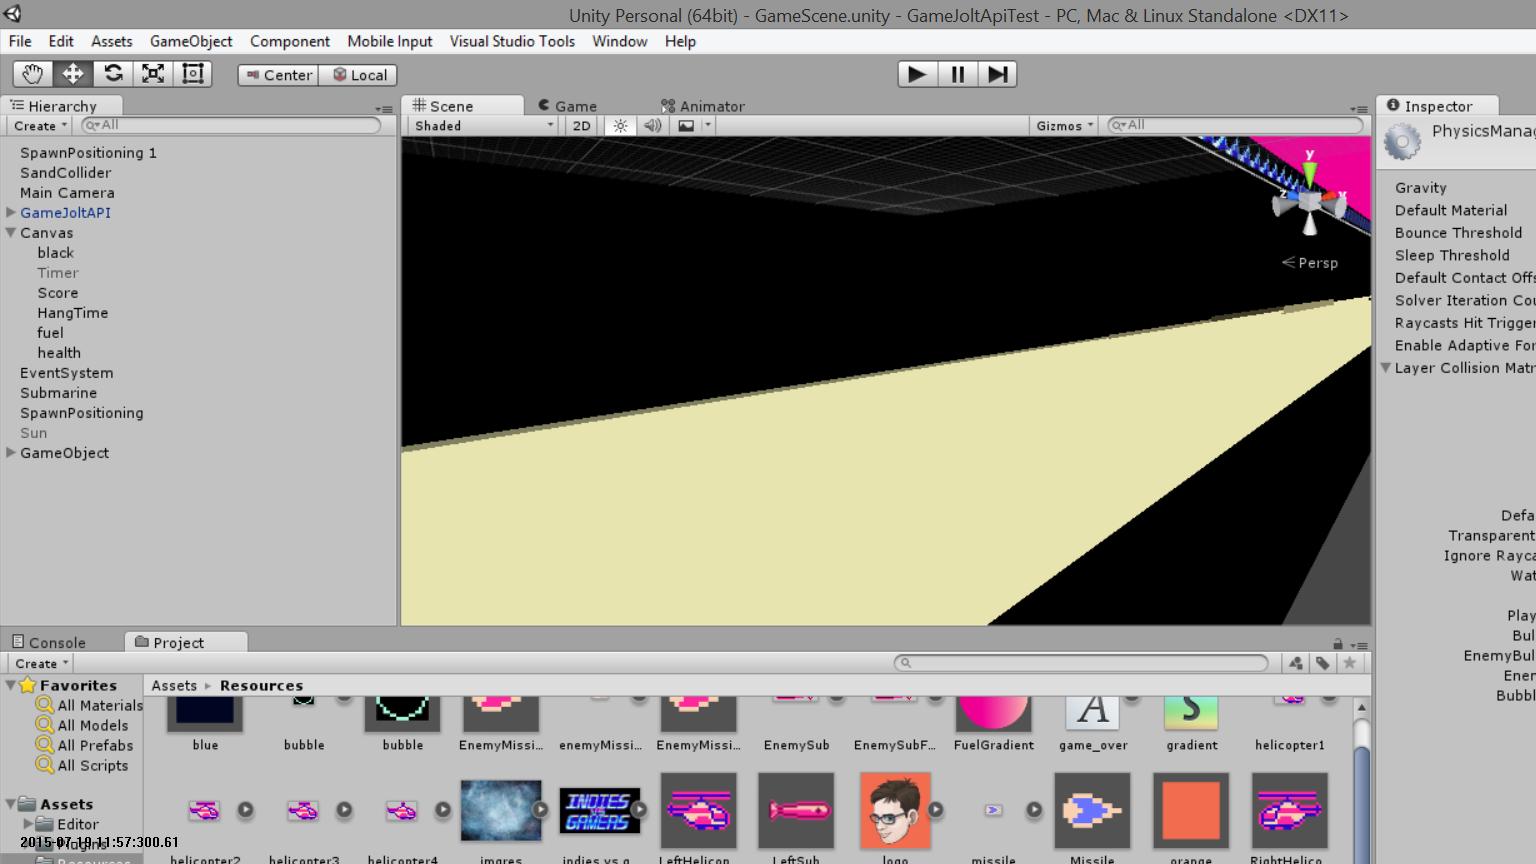 Unity Personal (64bit) - GameScene.unity - GameJoltApiTest - PC, Mac & Linux Standalone <DX11>
File Edit Assets GameObject Component Mobile Input Visual Studio Tools Window Help
Center Local
Hierarchy
Create All
SpawnPositioning 1
SandCollider
Main Camera
GameJoltAPI
Canvas
black
Timer
Score
HangTime
fuel
health
EventSystem
Submarine
SpawnPositioning
Sun
GameObject
Scene Game Animator
Shaded 2D Gizmos All
y
z x
Persp
Inspector
PhysicsManag
Gravity
Default Material
Bounce Threshold
Sleep Threshold
Default Contact Offs
Solver Iteration Cou
Raycasts Hit Trigger
Enable Adaptive For
Layer Collision Matr
Defa
Transparent
Ignore Rayca
Wat
Play
Bul
EnemyBul
Enem
Bubbl
Console Project
Create
Favorites
All Materials
All Models
All Prefabs
All Scripts
Assets
Editor
Plugins
Resources
2015-07-19 11:57:300.61
Assets Resources
A S
blue bubble bubble EnemyMissi... enemyMissi... EnemyMissi... EnemySub EnemySubF... FuelGradient game_over gradient helicopter1
INDIES VS GAMERS
helicopter2 helicopter3 helicopter4 images indies vs g LeftHelicon LeftSub logo missile Missile orange RightHelico